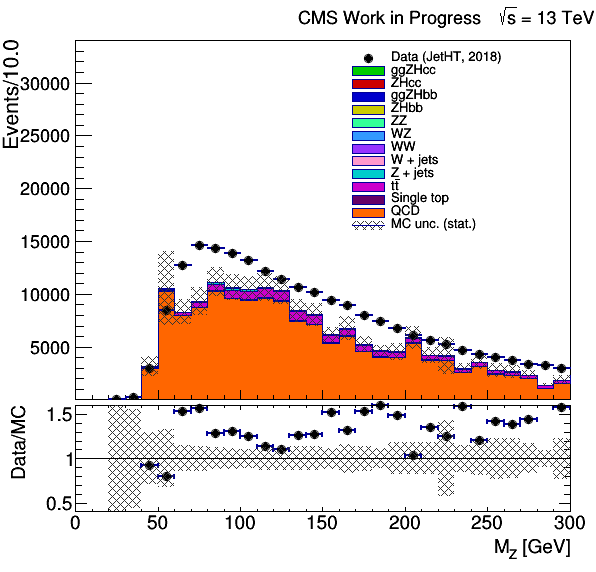 CMS Work in Progress √s = 13 TeV
Events/10.0
30000
25000
20000
15000
10000
5000
Data (JetHT, 2018)
ggZHcc
ZHcc
ggZHbb
ZHbb
ZZ
WZ
WW
W + jets
Z + jets
tt̄
Single top
QCD
MC unc. (stat.)
Data/MC
1.5
1
0.5
0 50 100 150 200 250 300
M_Z [GeV]